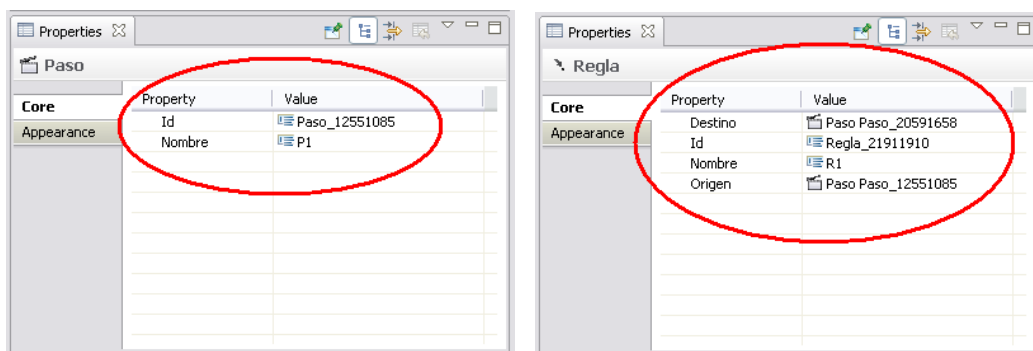 Properties
Paso
Core
Appearance
Property Value
Id Paso_12551085
Nombre P1
Properties
Regla
Core
Appearance
Property Value
Destino Paso Paso_20591658
Id Regla_21911910
Nombre R1
Origen Paso Paso_12551085